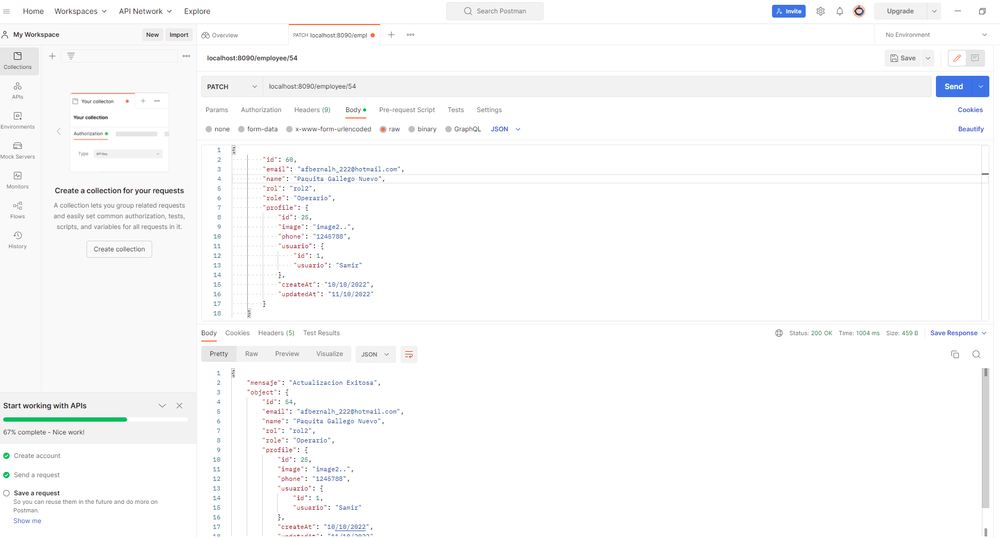 Home Workspaces API Network Explore
Search Postman
Invite
Upgrade
My Workspace
New Import
Overview
PATCH localhost:8090/empl
No Environment
Collections
APIs
Environments
Mock Servers
Monitors
Flows
History
Your collecton
Your collection
Authorization
Type API Key
Create a collection for your requests
A collection lets you group related requests
and easily set common authorization, tests,
scripts, and variables for all requests in it.
Create collection
Start working with APIs
67% complete - Nice work!
Create account
Send a request
Save a request
So you can reuse them in the future and do more on
Postman.
Show me
localhost:8090/employee/54
Save
PATCH localhost:8090/employee/54
Send
Params Authorization Headers (9) Body Pre-request Script Tests Settings
Cookies
none form-data x-www-form-urlencoded raw binary GraphQL JSON
Beautify
1 {
2 "id": 60,
3 "email": "afbernalh_222@hotmail.com",
4 "name": "Paquita Gallego Nuevo",
5 "rol": "rol2",
6 "role": "Operario",
7 "profile": {
8 "id": 25,
9 "image": "image2..",
10 "phone": "1245788",
11 "usuario": {
12 "id": 1,
13 "usuario": "Samir"
14 },
15 "createAt": "10/10/2022",
16 "updatedAt": "11/10/2022"
17 }
18 }
Body Cookies Headers (5) Test Results
Status: 200 OK Time: 1004 ms Size: 459 B Save Response
Pretty Raw Preview Visualize JSON
1 {
2 "mensaje": "Actualizacion Exitosa",
3 "object": {
4 "id": 54,
5 "email": "afbernalh_222@hotmail.com",
6 "name": "Paquita Gallego Nuevo",
7 "rol": "rol2",
8 "role": "Operario",
9 "profile": {
10 "id": 25,
11 "image": "image2..",
12 "phone": "1245788",
13 "usuario": {
14 "id": 1,
15 "usuario": "Samir"
16 },
17 "createAt": "10/10/2022",
18 "updatedAt": "11/10/2022"